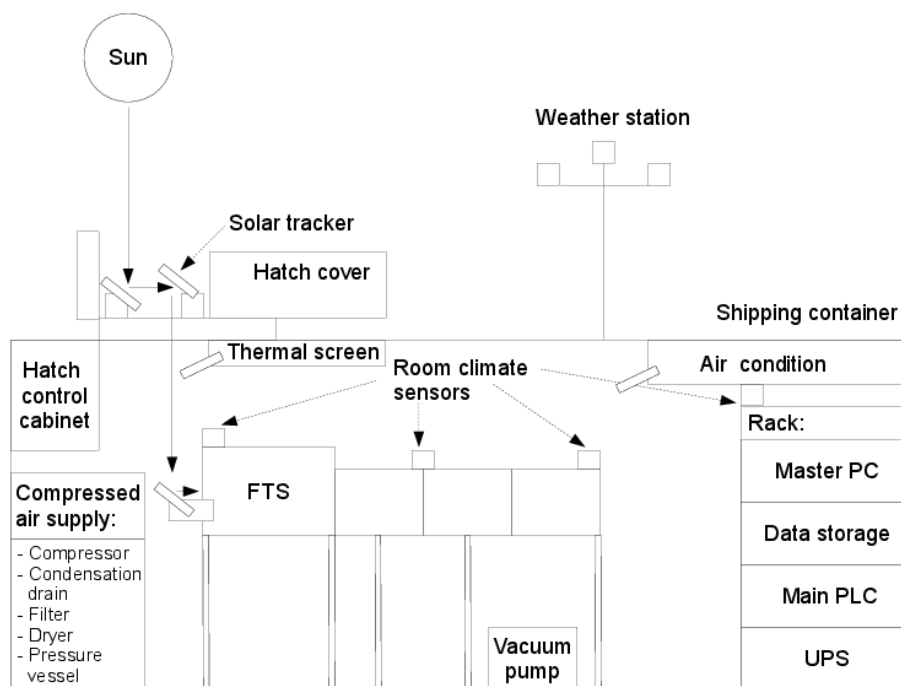 Sun
Weather station
Solar tracker
Hatch cover
Shipping container
Hatch
control
cabinet
Thermal screen
Room climate
sensors
Air condition
Rack:
Compressed
air supply:
- Compressor
- Condensation
drain
- Filter
- Dryer
- Pressure
vessel
FTS
Vacuum
pump
Master PC
Data storage
Main PLC
UPS